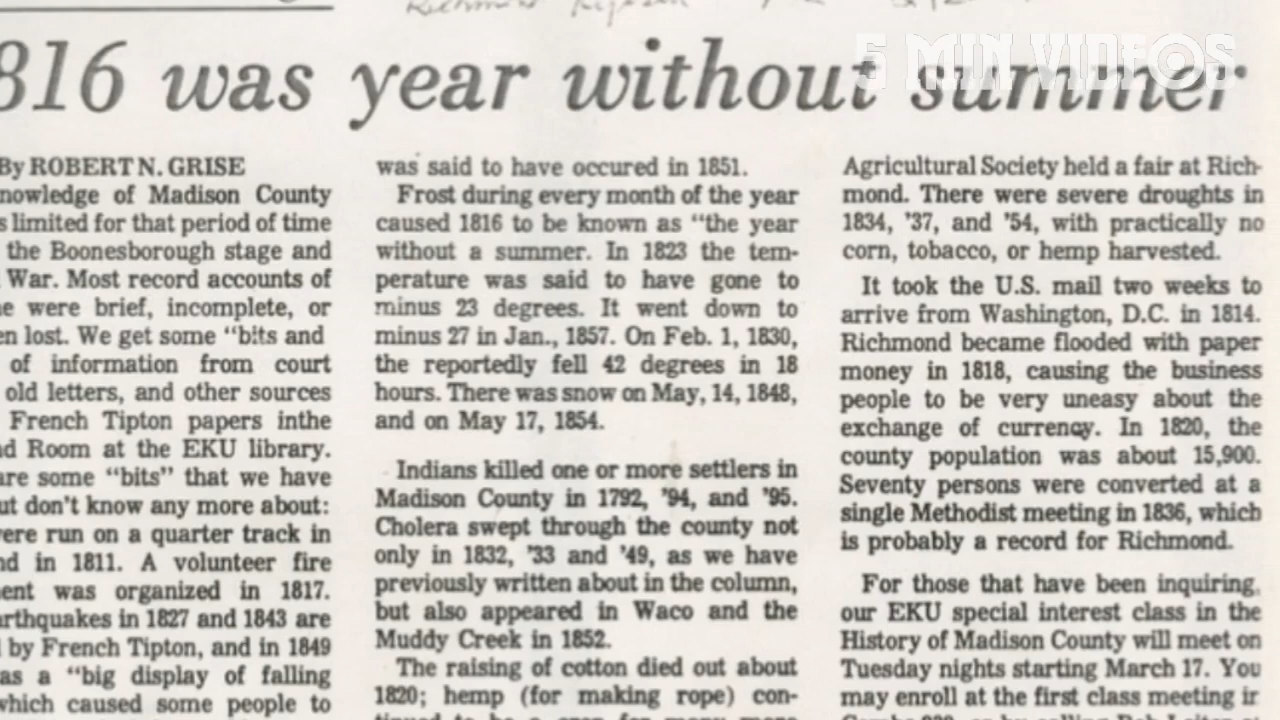 Richmond
5 MIN VIDEOS
816 was year without summer
By ROBERT N. GRISE
nowledge of Madison County
s limited for that period of time
the Boonesborough stage and
War. Most record accounts of
e were brief, incomplete, or
en lost. We get some "bits and
of information from court
old letters, and other sources
French Tipton papers inthe
d Room at the EKU library.
are some "bits" that we have
ut don't know any more about:
ere run on a quarter track in
nd in 1811. A volunteer fire
ent was organized in 1817.
arthquakes in 1827 and 1843 are
by French Tipton, and in 1849
as a "big display of falling
which caused some people to
was said to have occured in 1851.
Frost during every month of the year
caused 1816 to be known as "the year
without a summer. In 1823 the tem-
perature was said to have gone to
minus 23 degrees. It went down to
minus 27 in Jan., 1857. On Feb. 1, 1830,
the reportedly fell 42 degrees in 18
hours. There was snow on May, 14, 1848,
and on May 17, 1854.
Indians killed one or more settlers in
Madison County in 1792, '94, and '95.
Cholera swept through the county not
only in 1832, '33 and '49, as we have
previously written about in the column,
but also appeared in Waco and the
Muddy Creek in 1852.
The raising of cotton died out about
1820; hemp (for making rope) con-
Agricultural Society held a fair at Rich-
mond. There were severe droughts in
1834, '37, and '54, with practically no
corn, tobacco, or hemp harvested.
It took the U.S. mail two weeks to
arrive from Washington, D.C. in 1814.
Richmond became flooded with paper
money in 1818, causing the business
people to be very uneasy about the
exchange of currency. In 1820, the
county population was about 15,900.
Seventy persons were converted at a
single Methodist meeting in 1836, which
is probably a record for Richmond.
For those that have been inquiring,
our EKU special interest class in the
History of Madison County will meet on
Tuesday nights starting March 17. You
may enroll at the first class meeting ir